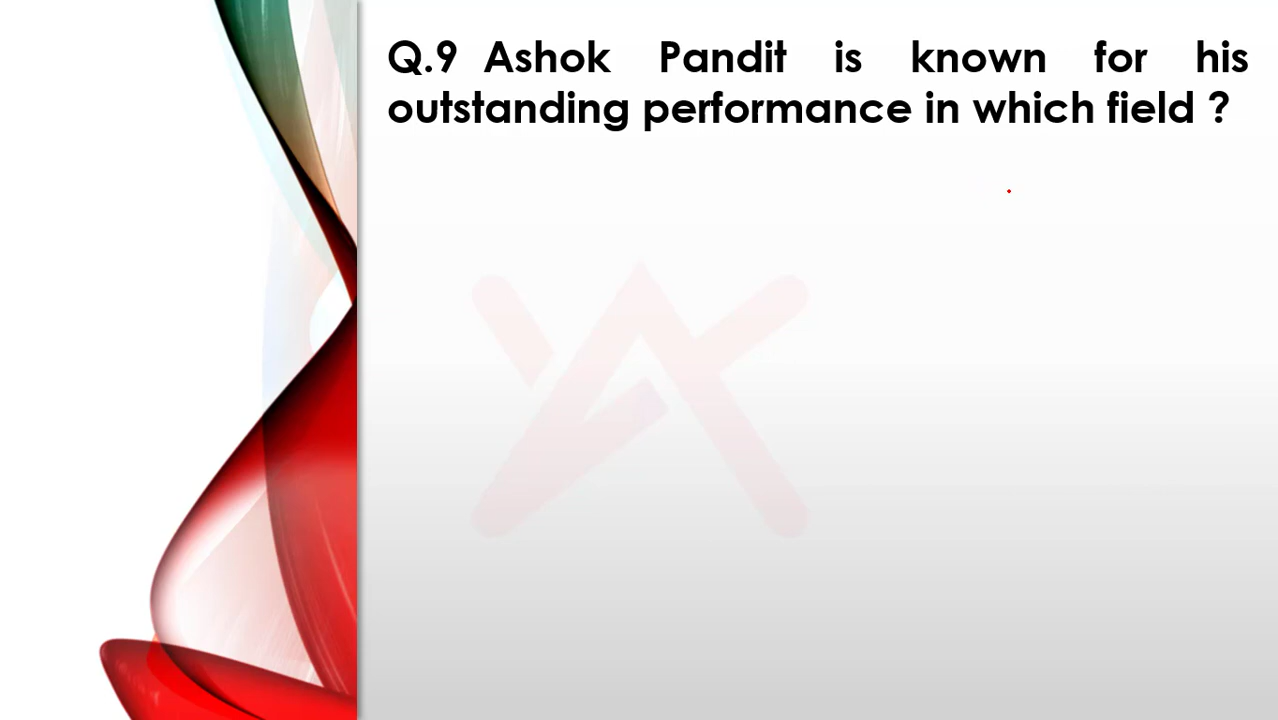 Q.9 Ashok Pandit is known for his
outstanding performance in which field ?